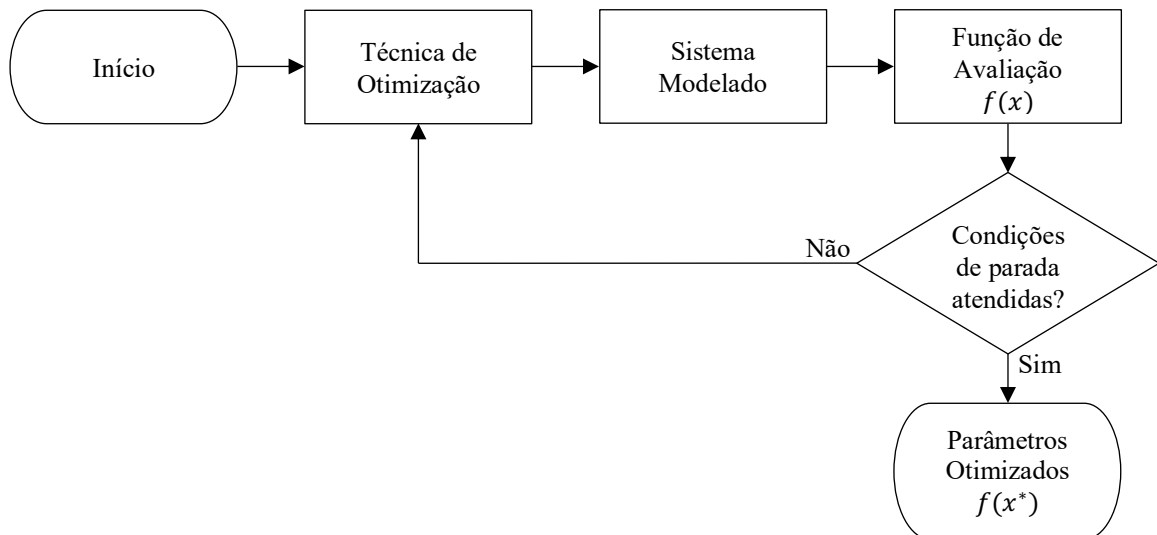 Início
Técnica de
Otimização
Sistema
Modelado
Função de
Avaliação
f(x)
Não
Condições
de parada
atendidas?
Sim
Parâmetros
Otimizados
f(x*)